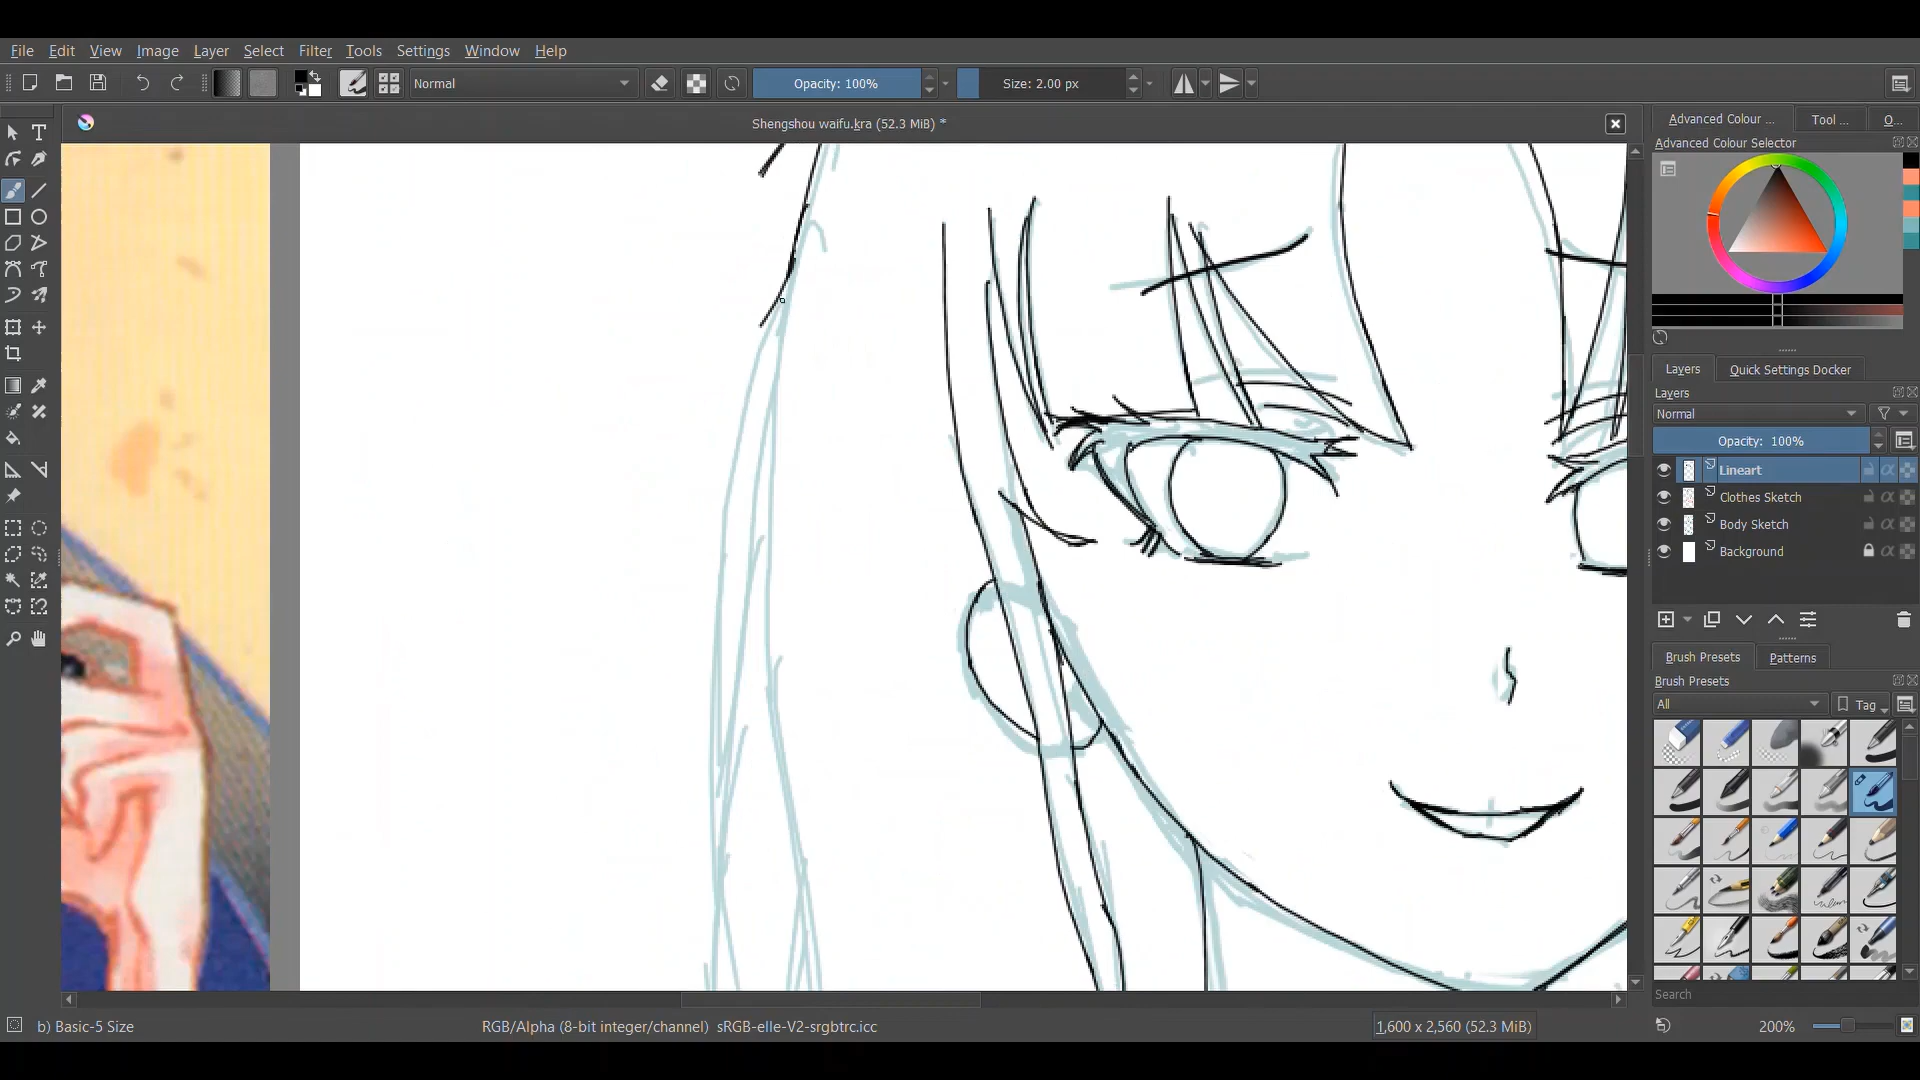 File Edit View Image Layer Select Filter Tools Settings Window Help
Normal
Opacity: 100%
Size: 2.00 px
Shengshou waifu.kra (52.3 MiB) *
Advanced Colour ... Tool ... O...
Advanced Colour Selector
Layers Quick Settings Docker
Layers
Normal
Opacity: 100%
Lineart
Clothes Sketch
Body Sketch
Background
Brush Presets Patterns
Brush Presets
All Tag
Search
b) Basic-5 Size RGB/Alpha (8-bit integer/channel) sRGB-elle-V2-srgbtrc.icc 1,600 x 2,560 (52.3 MiB) 200%